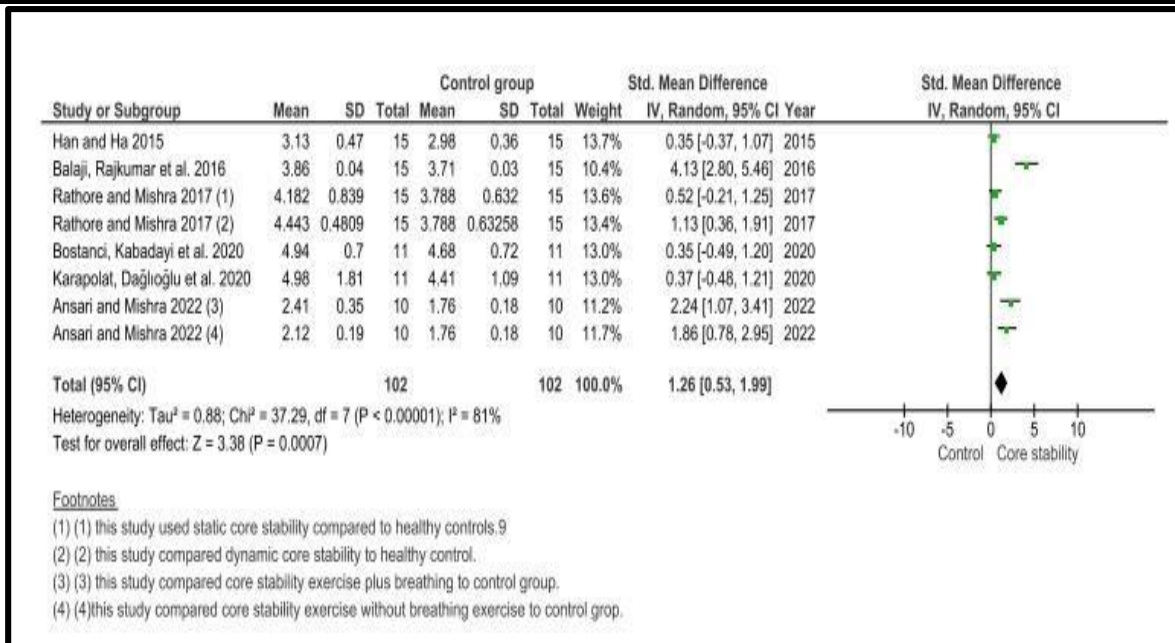 Control group Std. Mean Difference Std. Mean Difference
Study or Subgroup Mean SD Total Mean SD Total Weight IV, Random, 95% CI Year IV, Random, 95% CI
Han and Ha 2015 3.13 0.47 15 2.98 0.36 15 13.7% 0.35 [-0.37, 1.07] 2015
Balaji, Rajkumar et al. 2016 3.86 0.04 15 3.71 0.03 15 10.4% 4.13 [2.80, 5.46] 2016
Rathore and Mishra 2017 (1) 4.182 0.839 15 3.788 0.632 15 13.6% 0.52 [-0.21, 1.25] 2017
Rathore and Mishra 2017 (2) 4.443 0.4809 15 3.788 0.63258 15 13.4% 1.13 [0.36, 1.91] 2017
Bostanci, Kabadayi et al. 2020 4.94 0.7 11 4.68 0.72 11 13.0% 0.35 [-0.49, 1.20] 2020
Karapolat, Dağlıoğlu et al. 2020 4.98 1.81 11 4.41 1.09 11 13.0% 0.37 [-0.48, 1.21] 2020
Ansari and Mishra 2022 (3) 2.41 0.35 10 1.76 0.18 10 11.2% 2.24 [1.07, 3.41] 2022
Ansari and Mishra 2022 (4) 2.12 0.19 10 1.76 0.18 10 11.7% 1.86 [0.78, 2.95] 2022
Total (95% CI) 102 102 100.0% 1.26 [0.53, 1.99]
Heterogeneity: Tau² = 0.88; Chi² = 37.29, df = 7 (P < 0.00001); I² = 81%
Test for overall effect: Z = 3.38 (P = 0.0007)
-10 -5 0 5 10
Control Core stability
Footnotes
(1) (1) this study used static core stability compared to healthy controls.9
(2) (2) this study compared dynamic core stability to healthy control.
(3) (3) this study compared core stability exercise plus breathing to control group.
(4) (4)this study compared core stability exercise without breathing exercise to control grop.